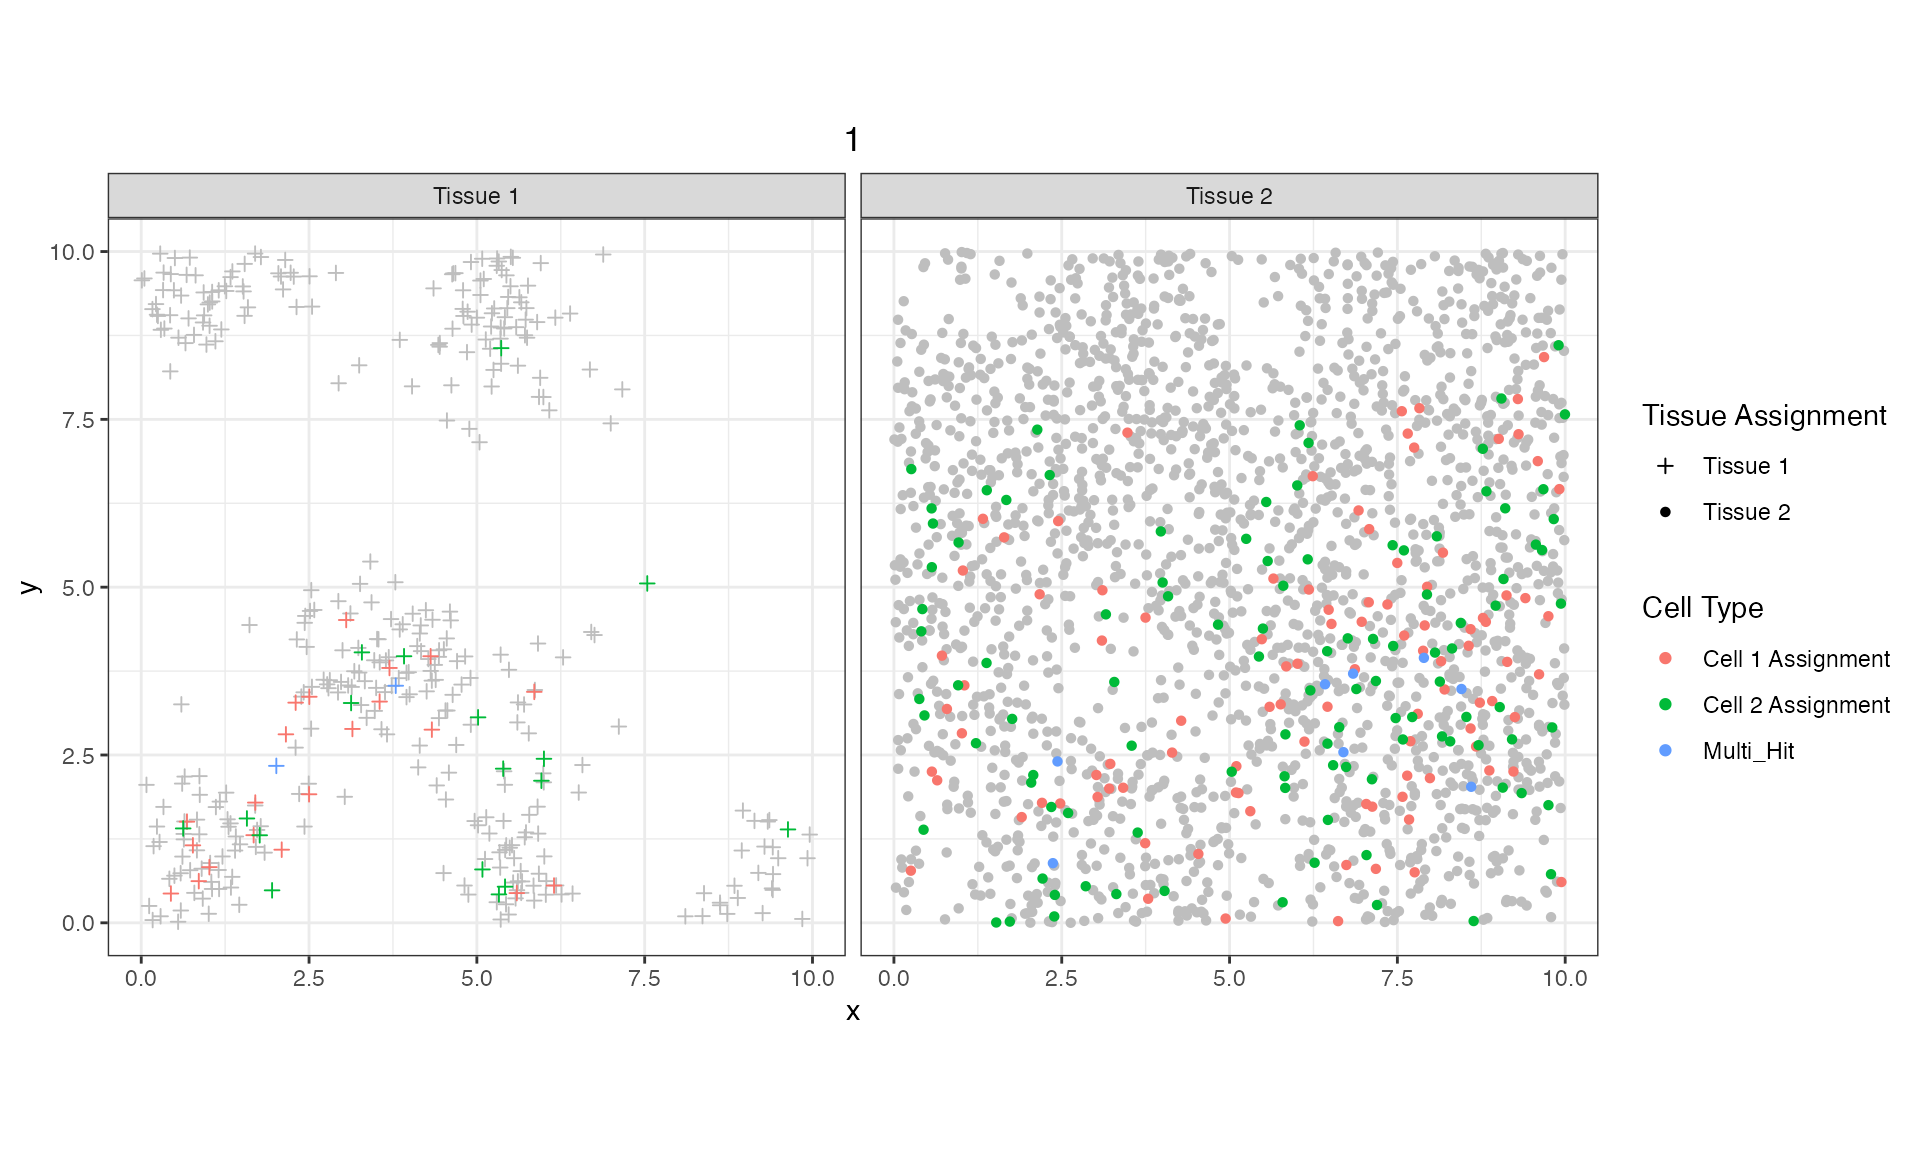 1
Tissue 1
Tissue 2
10.0
7.5
5.0
2.5
0.0
y
0.0 2.5 5.0 7.5 10.0
0.0 2.5 5.0 7.5 10.0
x
Tissue Assignment
Tissue 1
Tissue 2
Cell Type
Cell 1 Assignment
Cell 2 Assignment
Multi_Hit